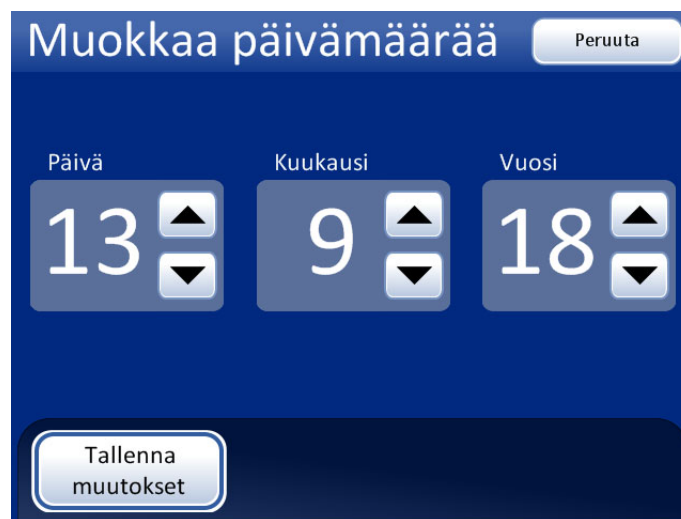 Muokkaa päivämäärää Peruuta
Päivä Kuukausi Vuosi
13 9 18
Tallenna
muutokset